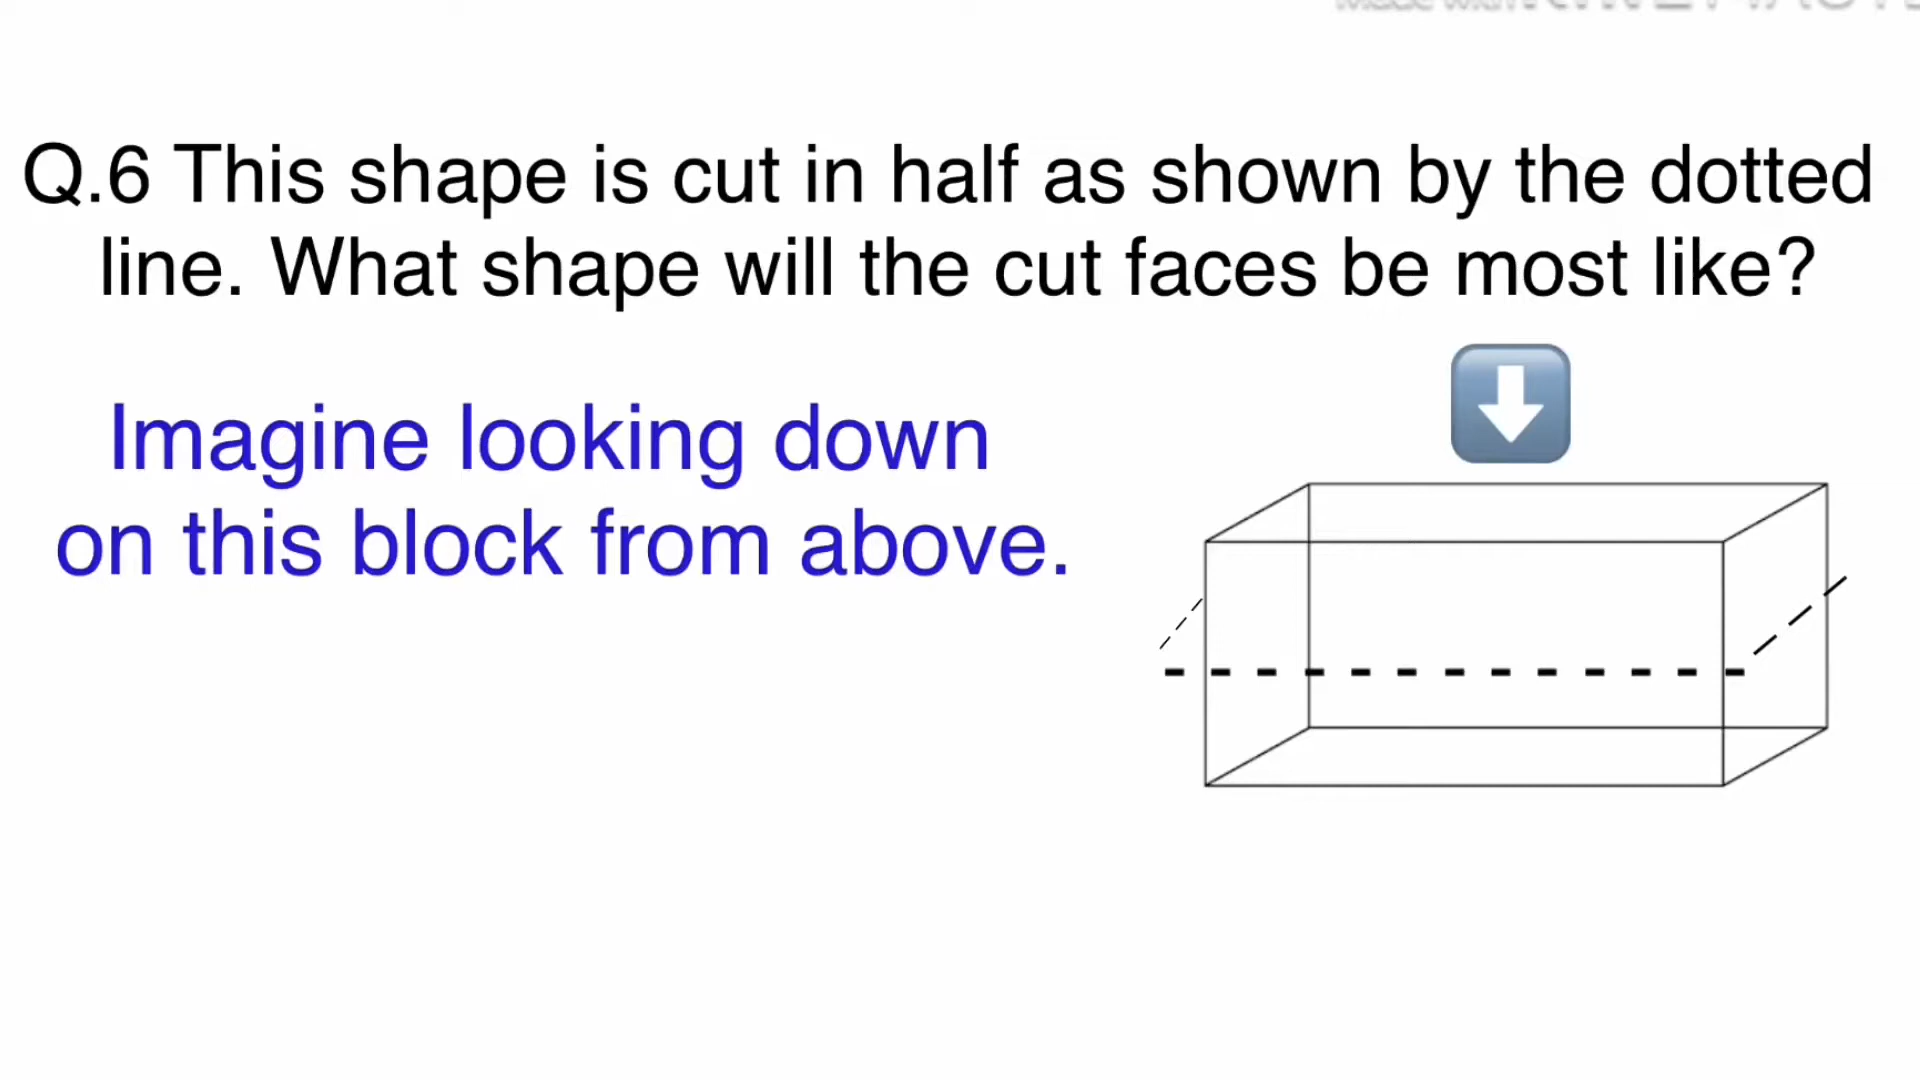 Q.6 This shape is cut in half as shown by the dotted
line. What shape will the cut faces be most like?
Imagine looking down
on this block from above.